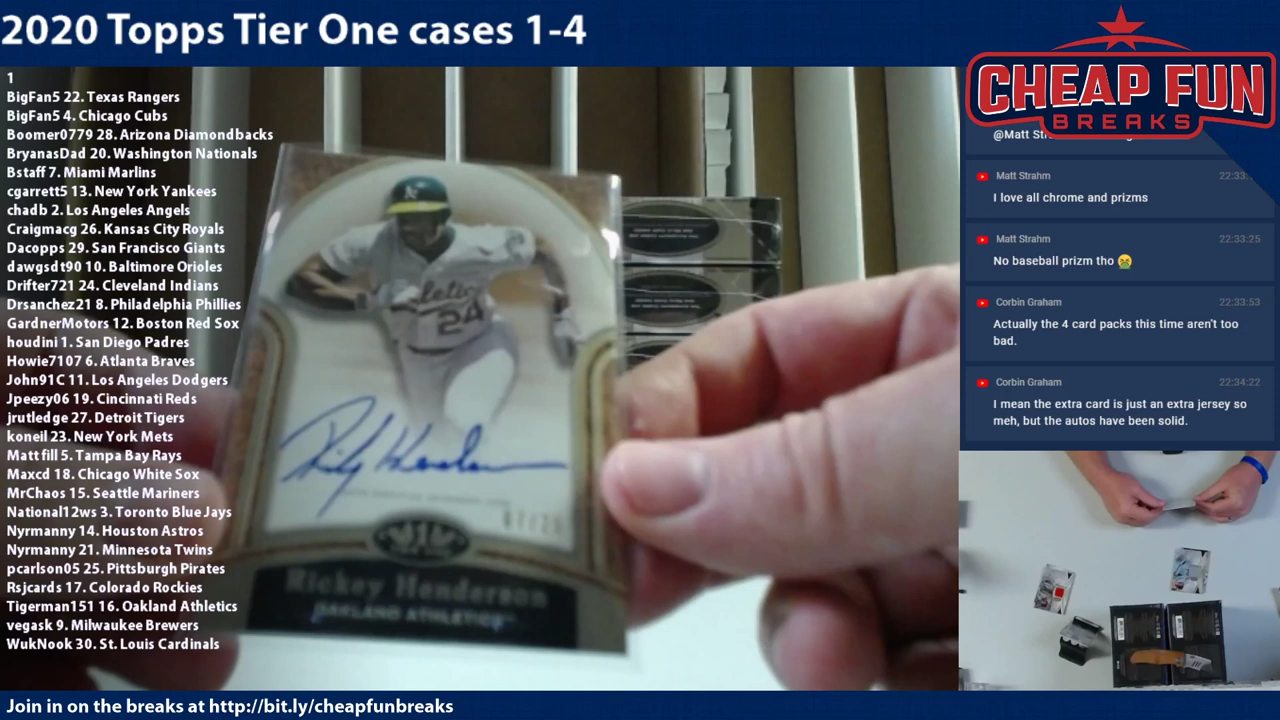 2020 Topps Tier One cases 1-4
1
BigFan5 22. Texas Rangers
BigFan5 4. Chicago Cubs
Boomer0779 28. Arizona Diamondbacks
BryanasDad 20. Washington Nationals
Bstaff 7. Miami Marlins
cgarrett5 13. New York Yankees
chadb 2. Los Angeles Angels
Craigmacg 26. Kansas City Royals
Dacopps 29. San Francisco Giants
dawgsdt90 10. Baltimore Orioles
Drifter721 24. Cleveland Indians
Drsanchez21 8. Philadelphia Phillies
GardnerMotors 12. Boston Red Sox
houdini 1. San Diego Padres
Howie7107 6. Atlanta Braves
John91C 11. Los Angeles Dodgers
Jpeezy06 19. Cincinnati Reds
jrutledge 27. Detroit Tigers
koneil 23. New York Mets
Matt fill 5. Tampa Bay Rays
Maxcd 18. Chicago White Sox
MrChaos 15. Seattle Mariners
National12ws 3. Toronto Blue Jays
Nyrmanny 14. Houston Astros
Nyrmanny 21. Minnesota Twins
pcarlson05 25. Pittsburgh Pirates
Rsjcards 17. Colorado Rockies
Tigerman151 16. Oakland Athletics
vegask 9. Milwaukee Brewers
WukNook 30. St. Louis Cardinals
24
Rickey Henderson
OAKLAND ATHLETICS
CHEAP FUN
BREAKS
@Matt
Matt Strahm
I love all chrome and prizms
Matt Strahm 22:33:25
No baseball prizm tho 🤮
Corbin Graham 22:33:53
Actually the 4 card packs this time aren't too
bad.
Corbin Graham 22:34:22
I mean the extra card is just an extra jersey so
meh, but the autos have been solid.
Join in on the breaks at http://bit.ly/cheapfunbreaks